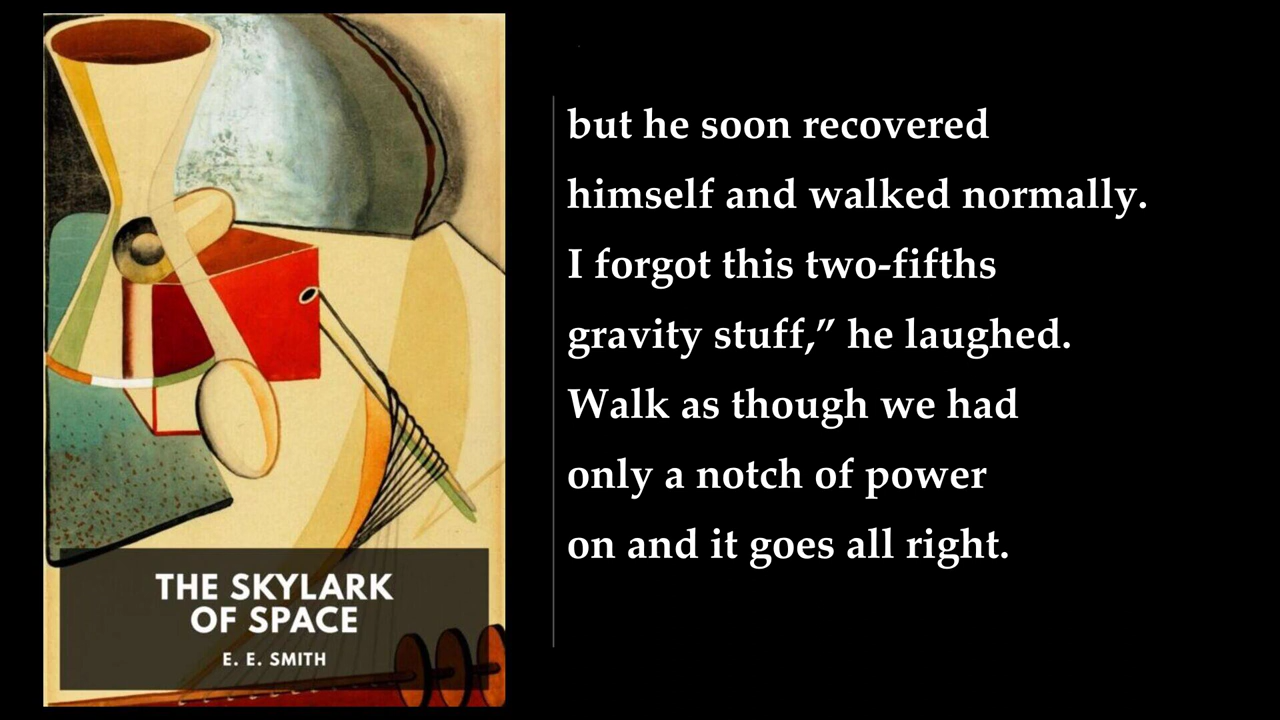 THE SKYLARK
OF SPACE
E. E. SMITH
but he soon recovered
himself and walked normally.
I forgot this two-fifths
gravity stuff,” he laughed.
Walk as though we had
only a notch of power
on and it goes all right.